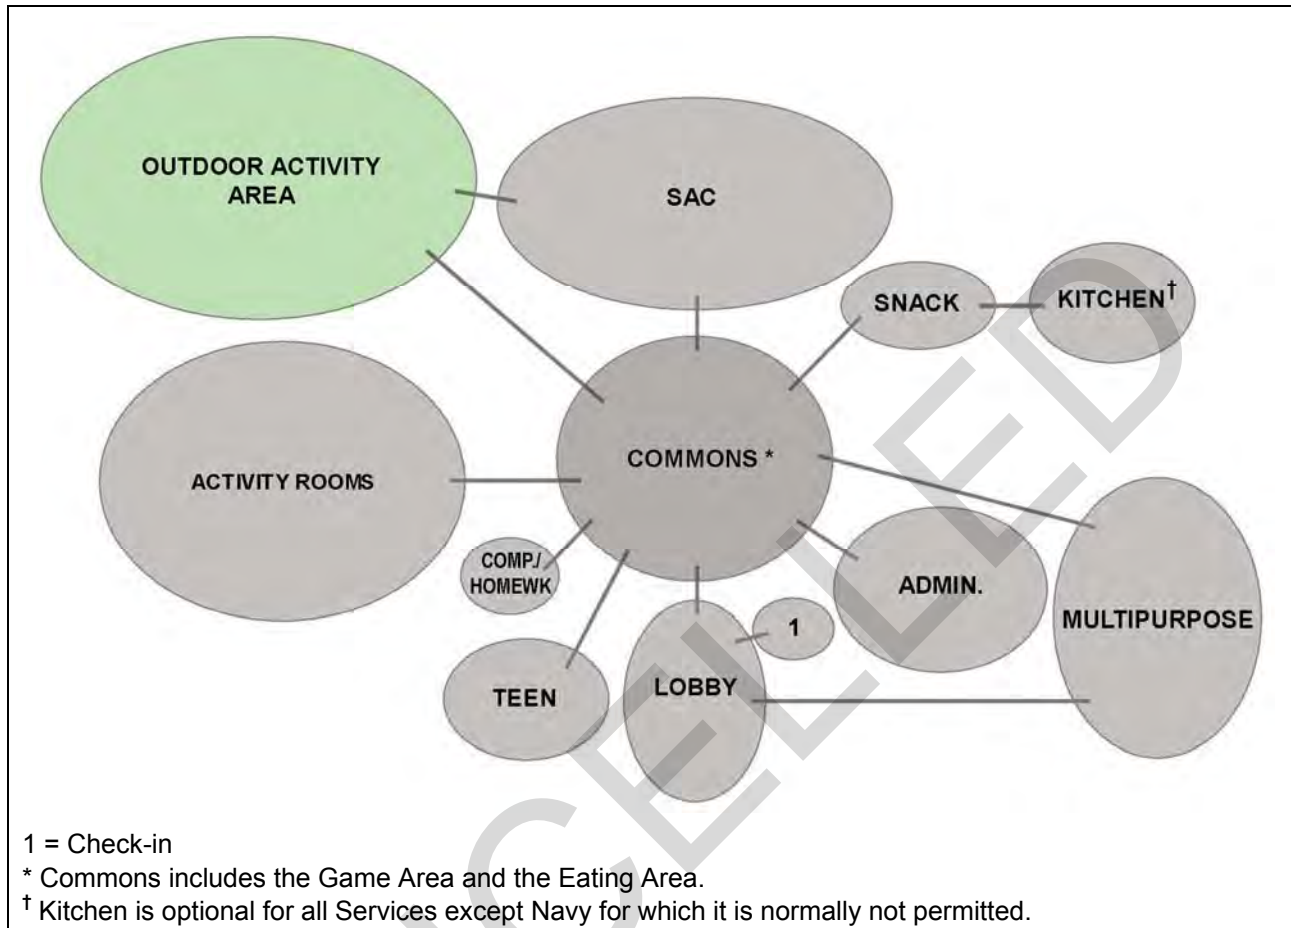 OUTDOOR ACTIVITY
AREA
SAC
SNACK
KITCHEN†
COMMONS *
ACTIVITY ROOMS
COMP./
HOMEWK
ADMIN.
MULTIPURPOSE
1
TEEN
LOBBY
CELLED
1 = Check-in
* Commons includes the Game Area and the Eating Area.
† Kitchen is optional for all Services except Navy for which it is normally not permitted.